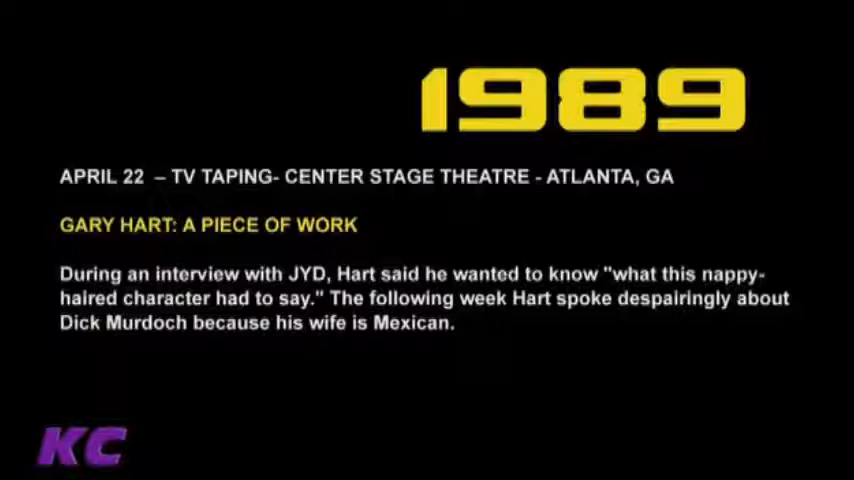 1989
APRIL 22 – TV TAPING- CENTER STAGE THEATRE - ATLANTA, GA
GARY HART: A PIECE OF WORK
During an interview with JYD, Hart said he wanted to know "what this nappy-
haired character had to say." The following week Hart spoke despairingly about
Dick Murdoch because his wife is Mexican.
KC